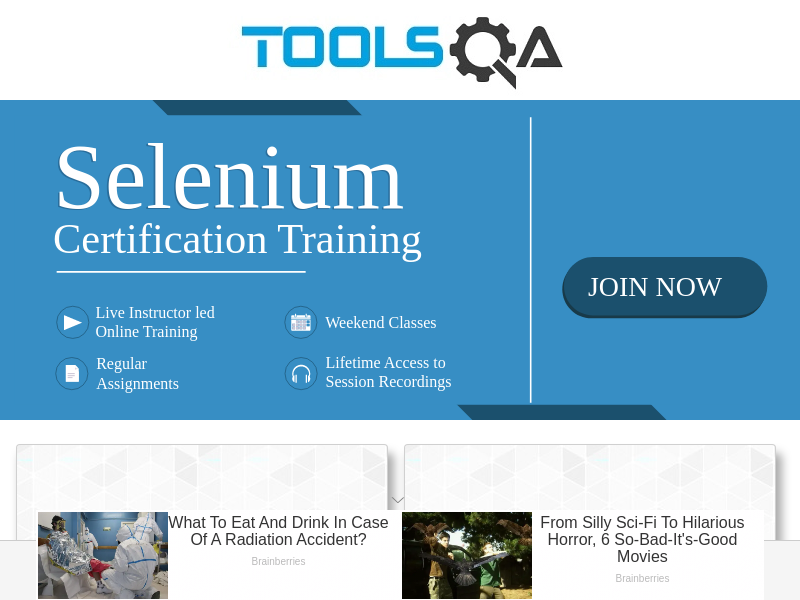 TOOLSQA
Selenium
Certification Training
Live Instructor led
Online Training
Weekend Classes
Regular
Assignments
Lifetime Access to
Session Recordings
JOIN NOW
What To Eat And Drink In Case
Of A Radiation Accident?
Brainberries
From Silly Sci-Fi To Hilarious
Horror, 6 So-Bad-It's-Good
Movies
Brainberries